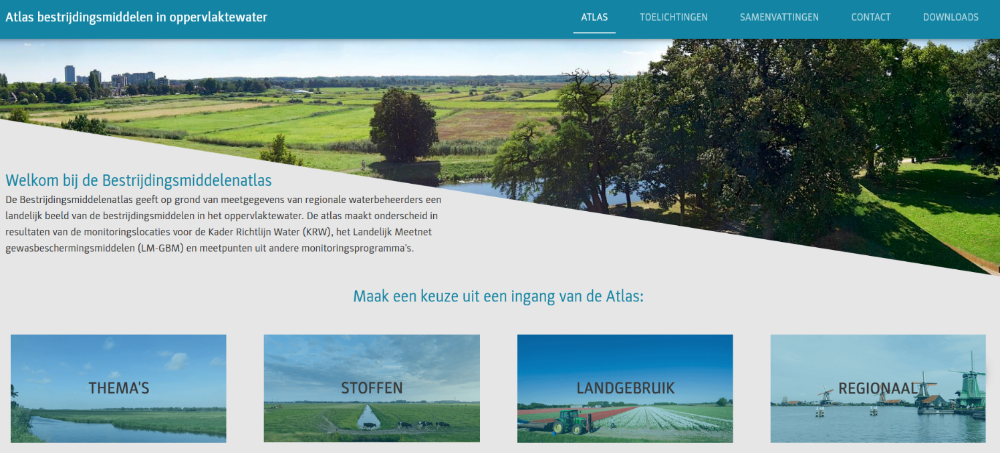 Atlas bestrijdingsmiddelen in oppervlaktewater
ATLAS
TOELICHTINGEN
SAMENVATTINGEN
CONTACT
DOWNLOADS
Welkom bij de Bestrijdingsmiddelenatlas
De Bestrijdingsmiddelenatlas geeft op grond van meetgegevens van regionale waterbeheerders een
landelijk beeld van de bestrijdingsmiddelen in het oppervlaktewater. De atlas maakt onderscheid in
resultaten van de monitoringslocaties voor de Kader Richtlijn Water (KRW), het Landelijk Meetnet
gewasbeschermingsmiddelen (LM-GBM) en meetpunten uit andere monitoringsprogramma's.
Maak een keuze uit een ingang van de Atlas:
THEMA'S
STOFFEN
LANDGEBRUIK
REGIONAAL